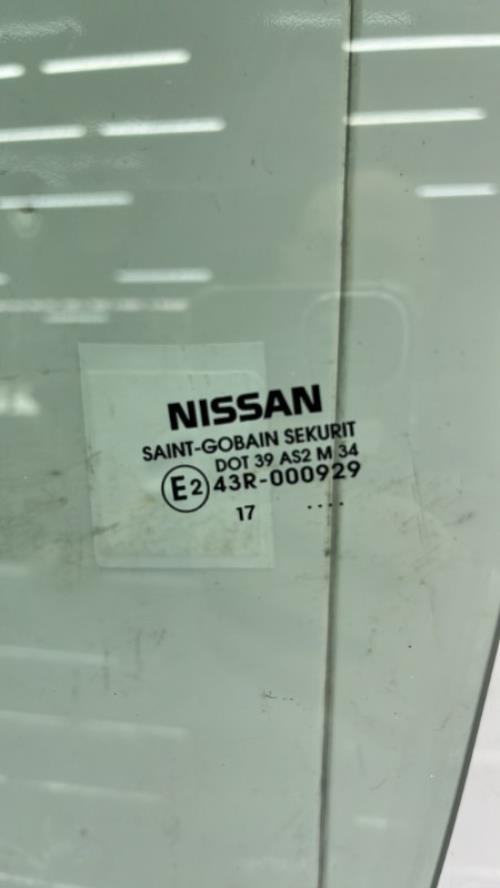 NISSAN
SAINT-GOBAIN SEKURIT
DOT 39 AS2 M 34
E2 43R-000929
17 ....